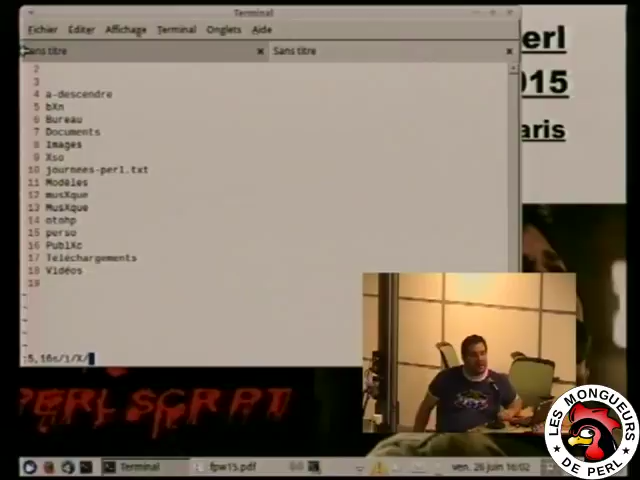 Terminal
Fichier Éditer Affichage Terminal Onglets Aide
Sans titre
Sans titre
2
3
4 a-descendre
5 bXn
6 Bureau
7 Documents
8 Images
9 Xso
10 journees-perl.txt
11 Modèles
12 musXque
13 MusXque
14 otohp
15 perso
16 PublXc
17 Téléchargements
18 Vidéos
19
:5,16s/i/X/
erl
015
aris
PERL SCRPT
LES MONGUEURS
DE PERL
Terminal
fpw15.pdf
ven. 26 juin 16:02